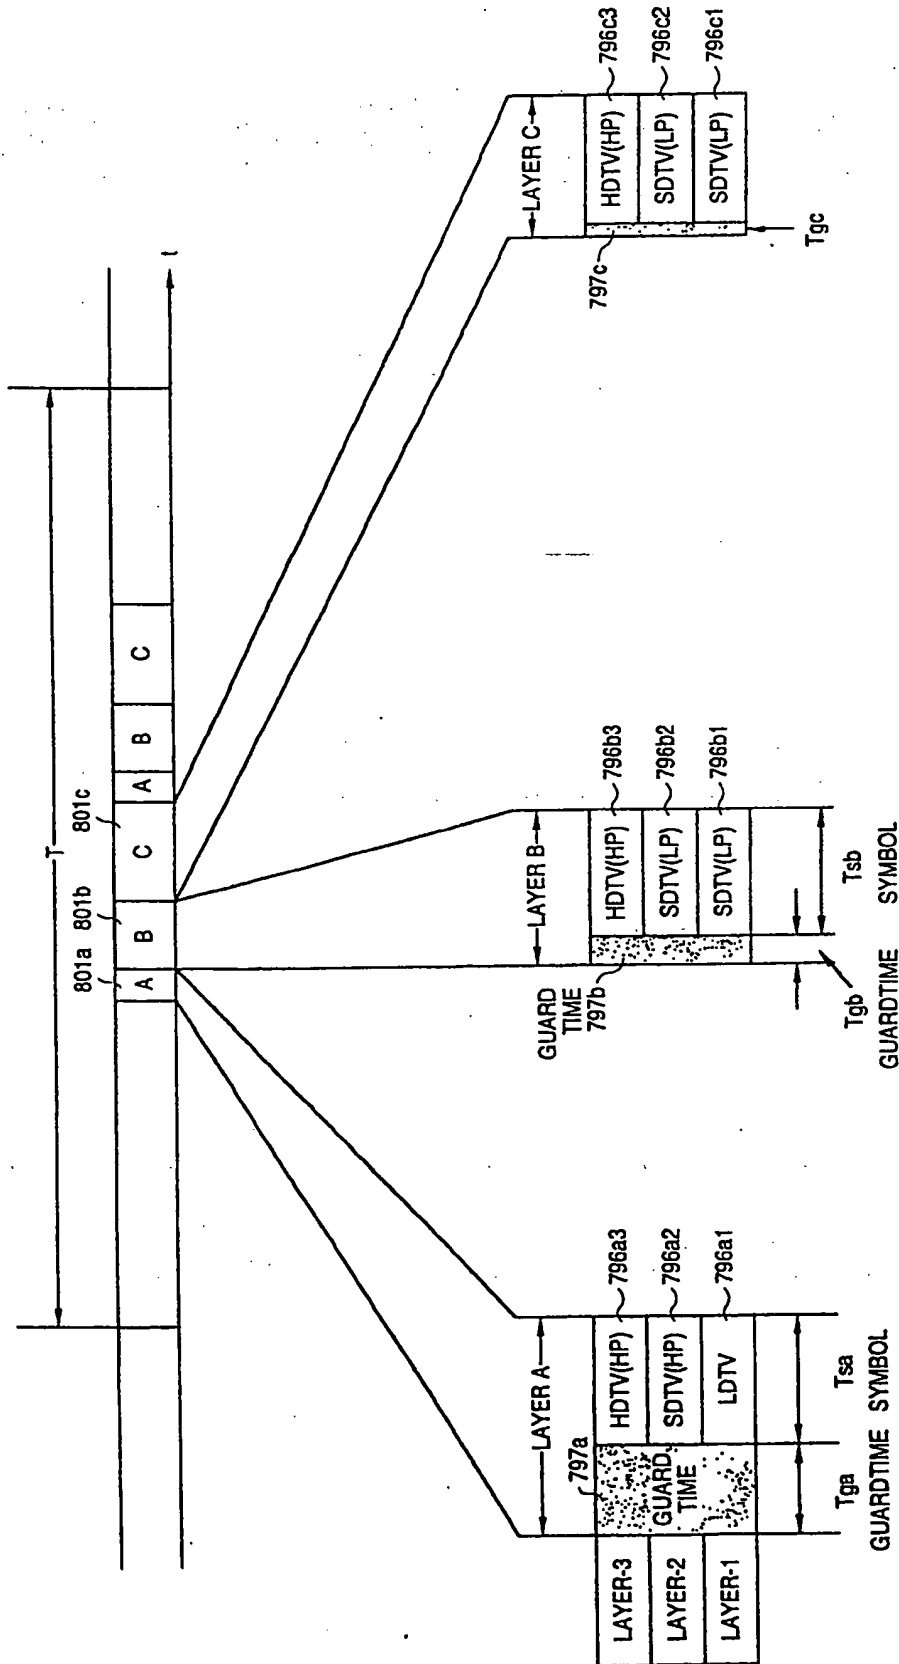 T
801a
801b
801c
A
B
C
A
B
C
t
LAYER A
797a
GUARD
TIME
LAYER-3
HDTV(HP)
796a3
LAYER-2
SDTV(HP)
796a2
LAYER-1
LDTV
796a1
Tga
Tsa
GUARDTIME
SYMBOL
LAYER B
GUARD
TIME
797b
HDTV(HP)
796b3
SDTV(LP)
796b2
SDTV(LP)
796b1
Tgb
Tsb
GUARDTIME
SYMBOL
LAYER C
797c
HDTV(HP)
796c3
SDTV(LP)
796c2
SDTV(LP)
796c1
Tgc